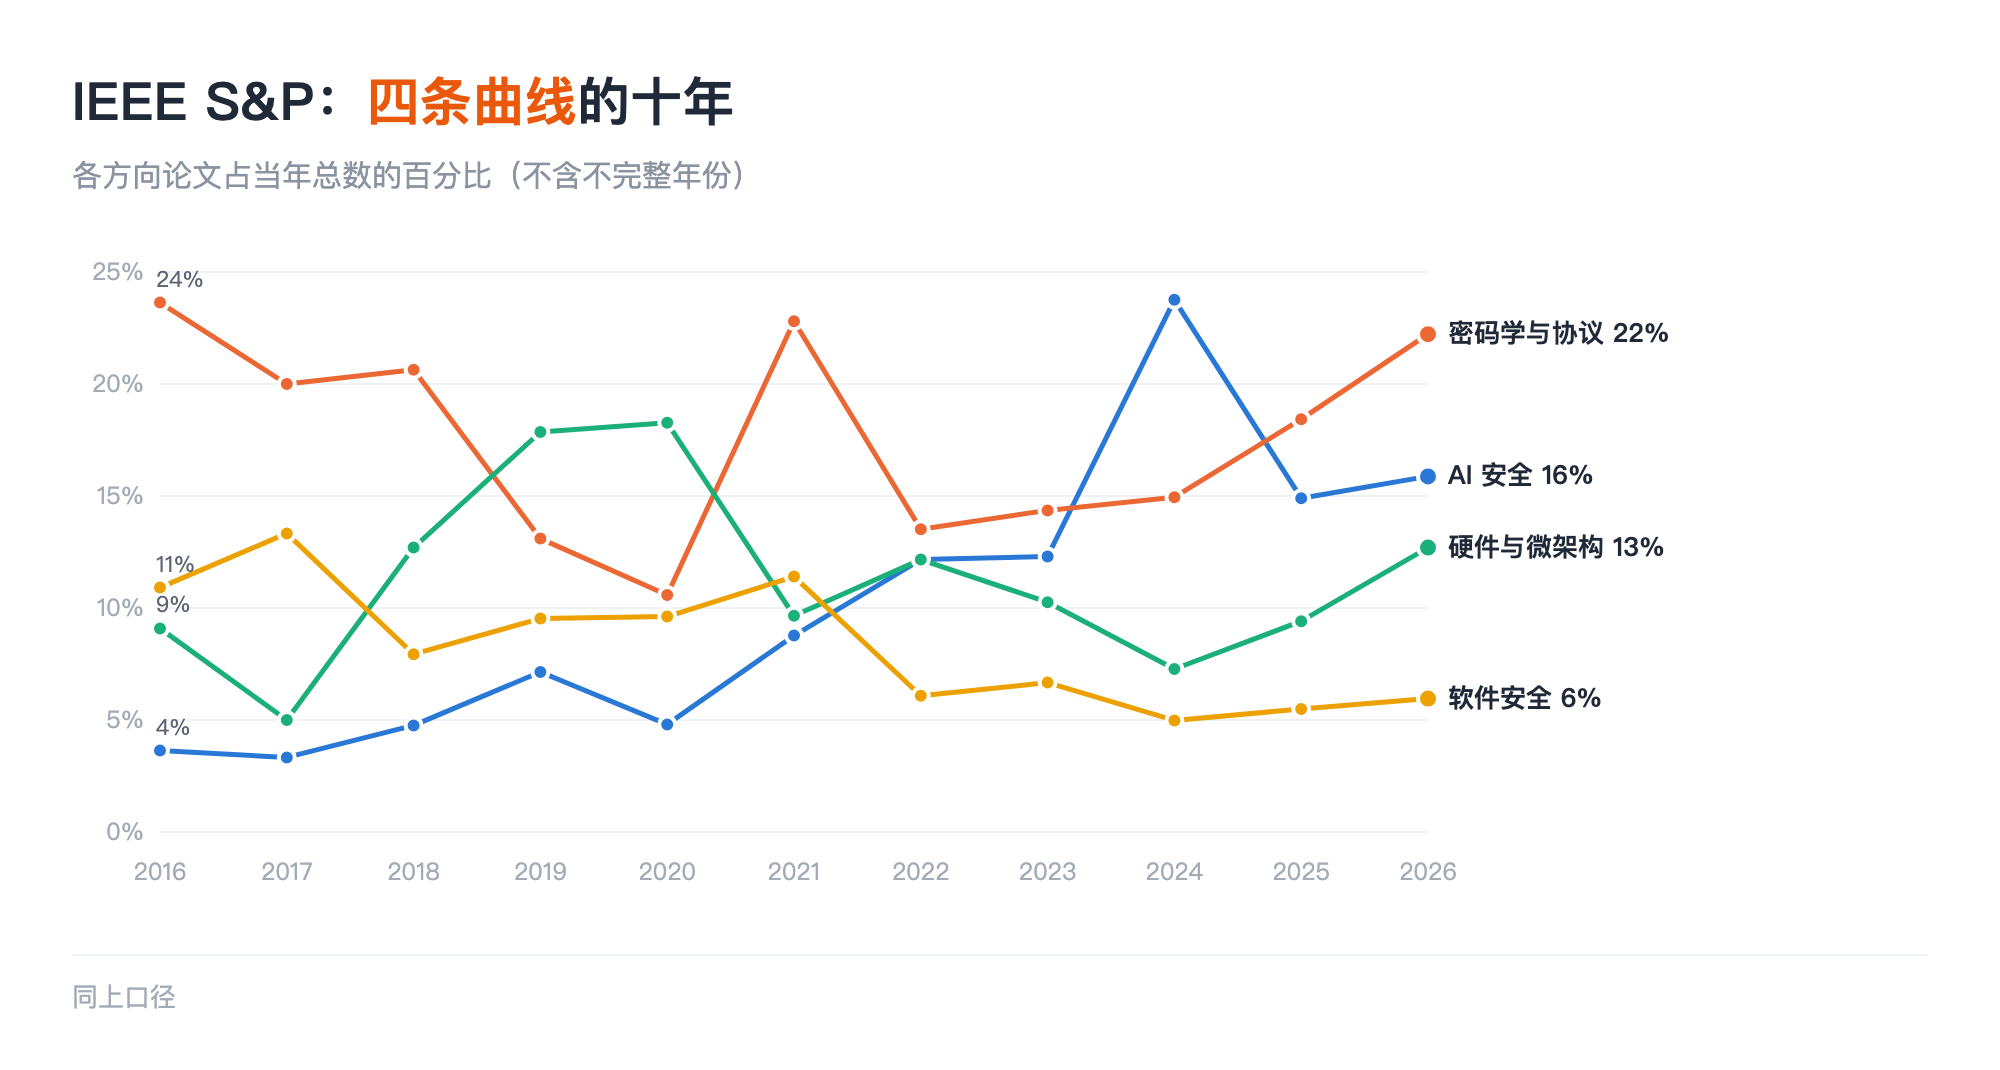 IEEE S&P：四条曲线的十年
各方向论文占当年总数的百分比（不含不完整年份）
25%
24%
密码学与协议 22%
20%
AI 安全 16%
15%
硬件与微架构 13%
11%
10%
9%
软件安全 6%
5%
4%
0%
2016 2017 2018 2019 2020 2021 2022 2023 2024 2025 2026
同上口径